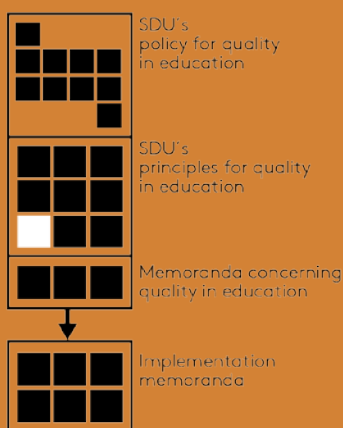 SDU's
policy for quality
in education
SDU's
principles for quality
in education
Memoranda concerning
quality in education
Implementation
memoranda